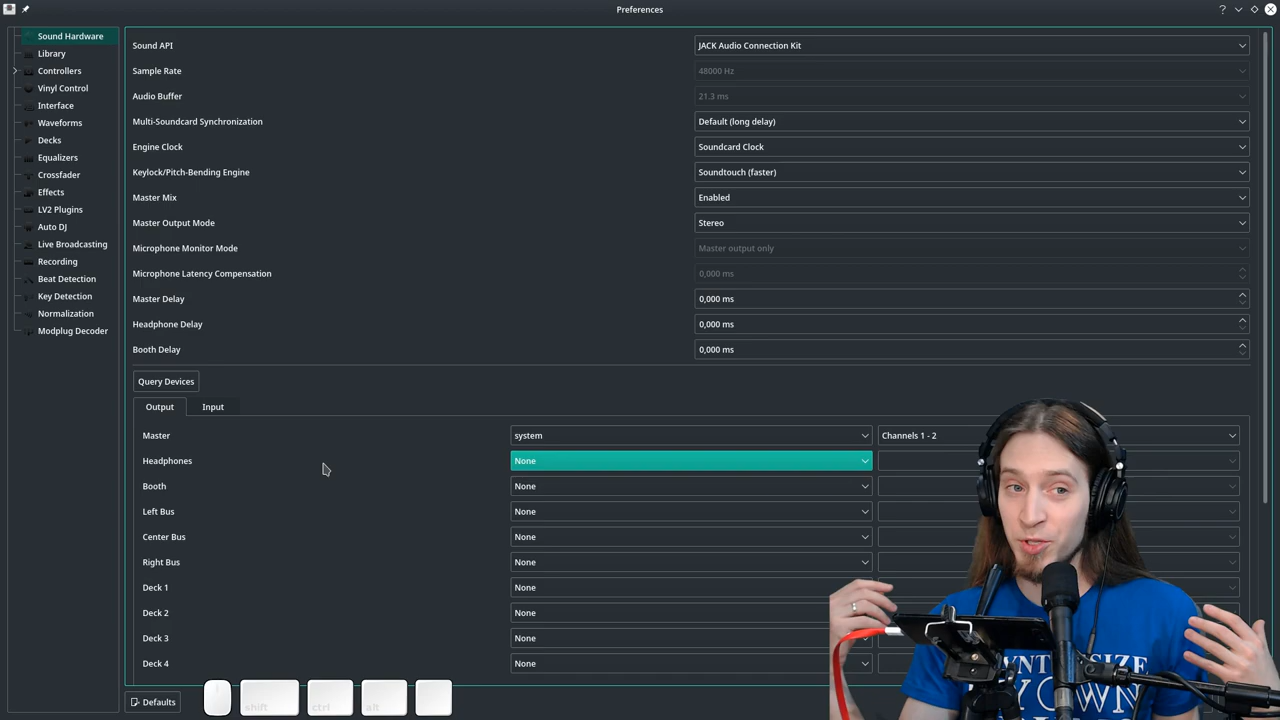 Preferences
Sound Hardware
Library
Controllers
Vinyl Control
Interface
Waveforms
Decks
Equalizers
Crossfader
Effects
LV2 Plugins
Auto DJ
Live Broadcasting
Recording
Beat Detection
Key Detection
Normalization
Modplug Decoder
Sound API JACK Audio Connection Kit
Sample Rate 48000 Hz
Audio Buffer 21.3 ms
Multi-Soundcard Synchronization Default (long delay)
Engine Clock Soundcard Clock
Keylock/Pitch-Bending Engine Soundtouch (faster)
Master Mix Enabled
Master Output Mode Stereo
Microphone Monitor Mode Master output only
Microphone Latency Compensation 0,000 ms
Master Delay 0,000 ms
Headphone Delay 0,000 ms
Booth Delay 0,000 ms
Query Devices
Output Input
Master system Channels 1 - 2
Headphones None
Booth None
Left Bus None
Center Bus None
Right Bus None
Deck 1 None
Deck 2 None
Deck 3 None
Deck 4 None
Defaults
shift ctrl alt